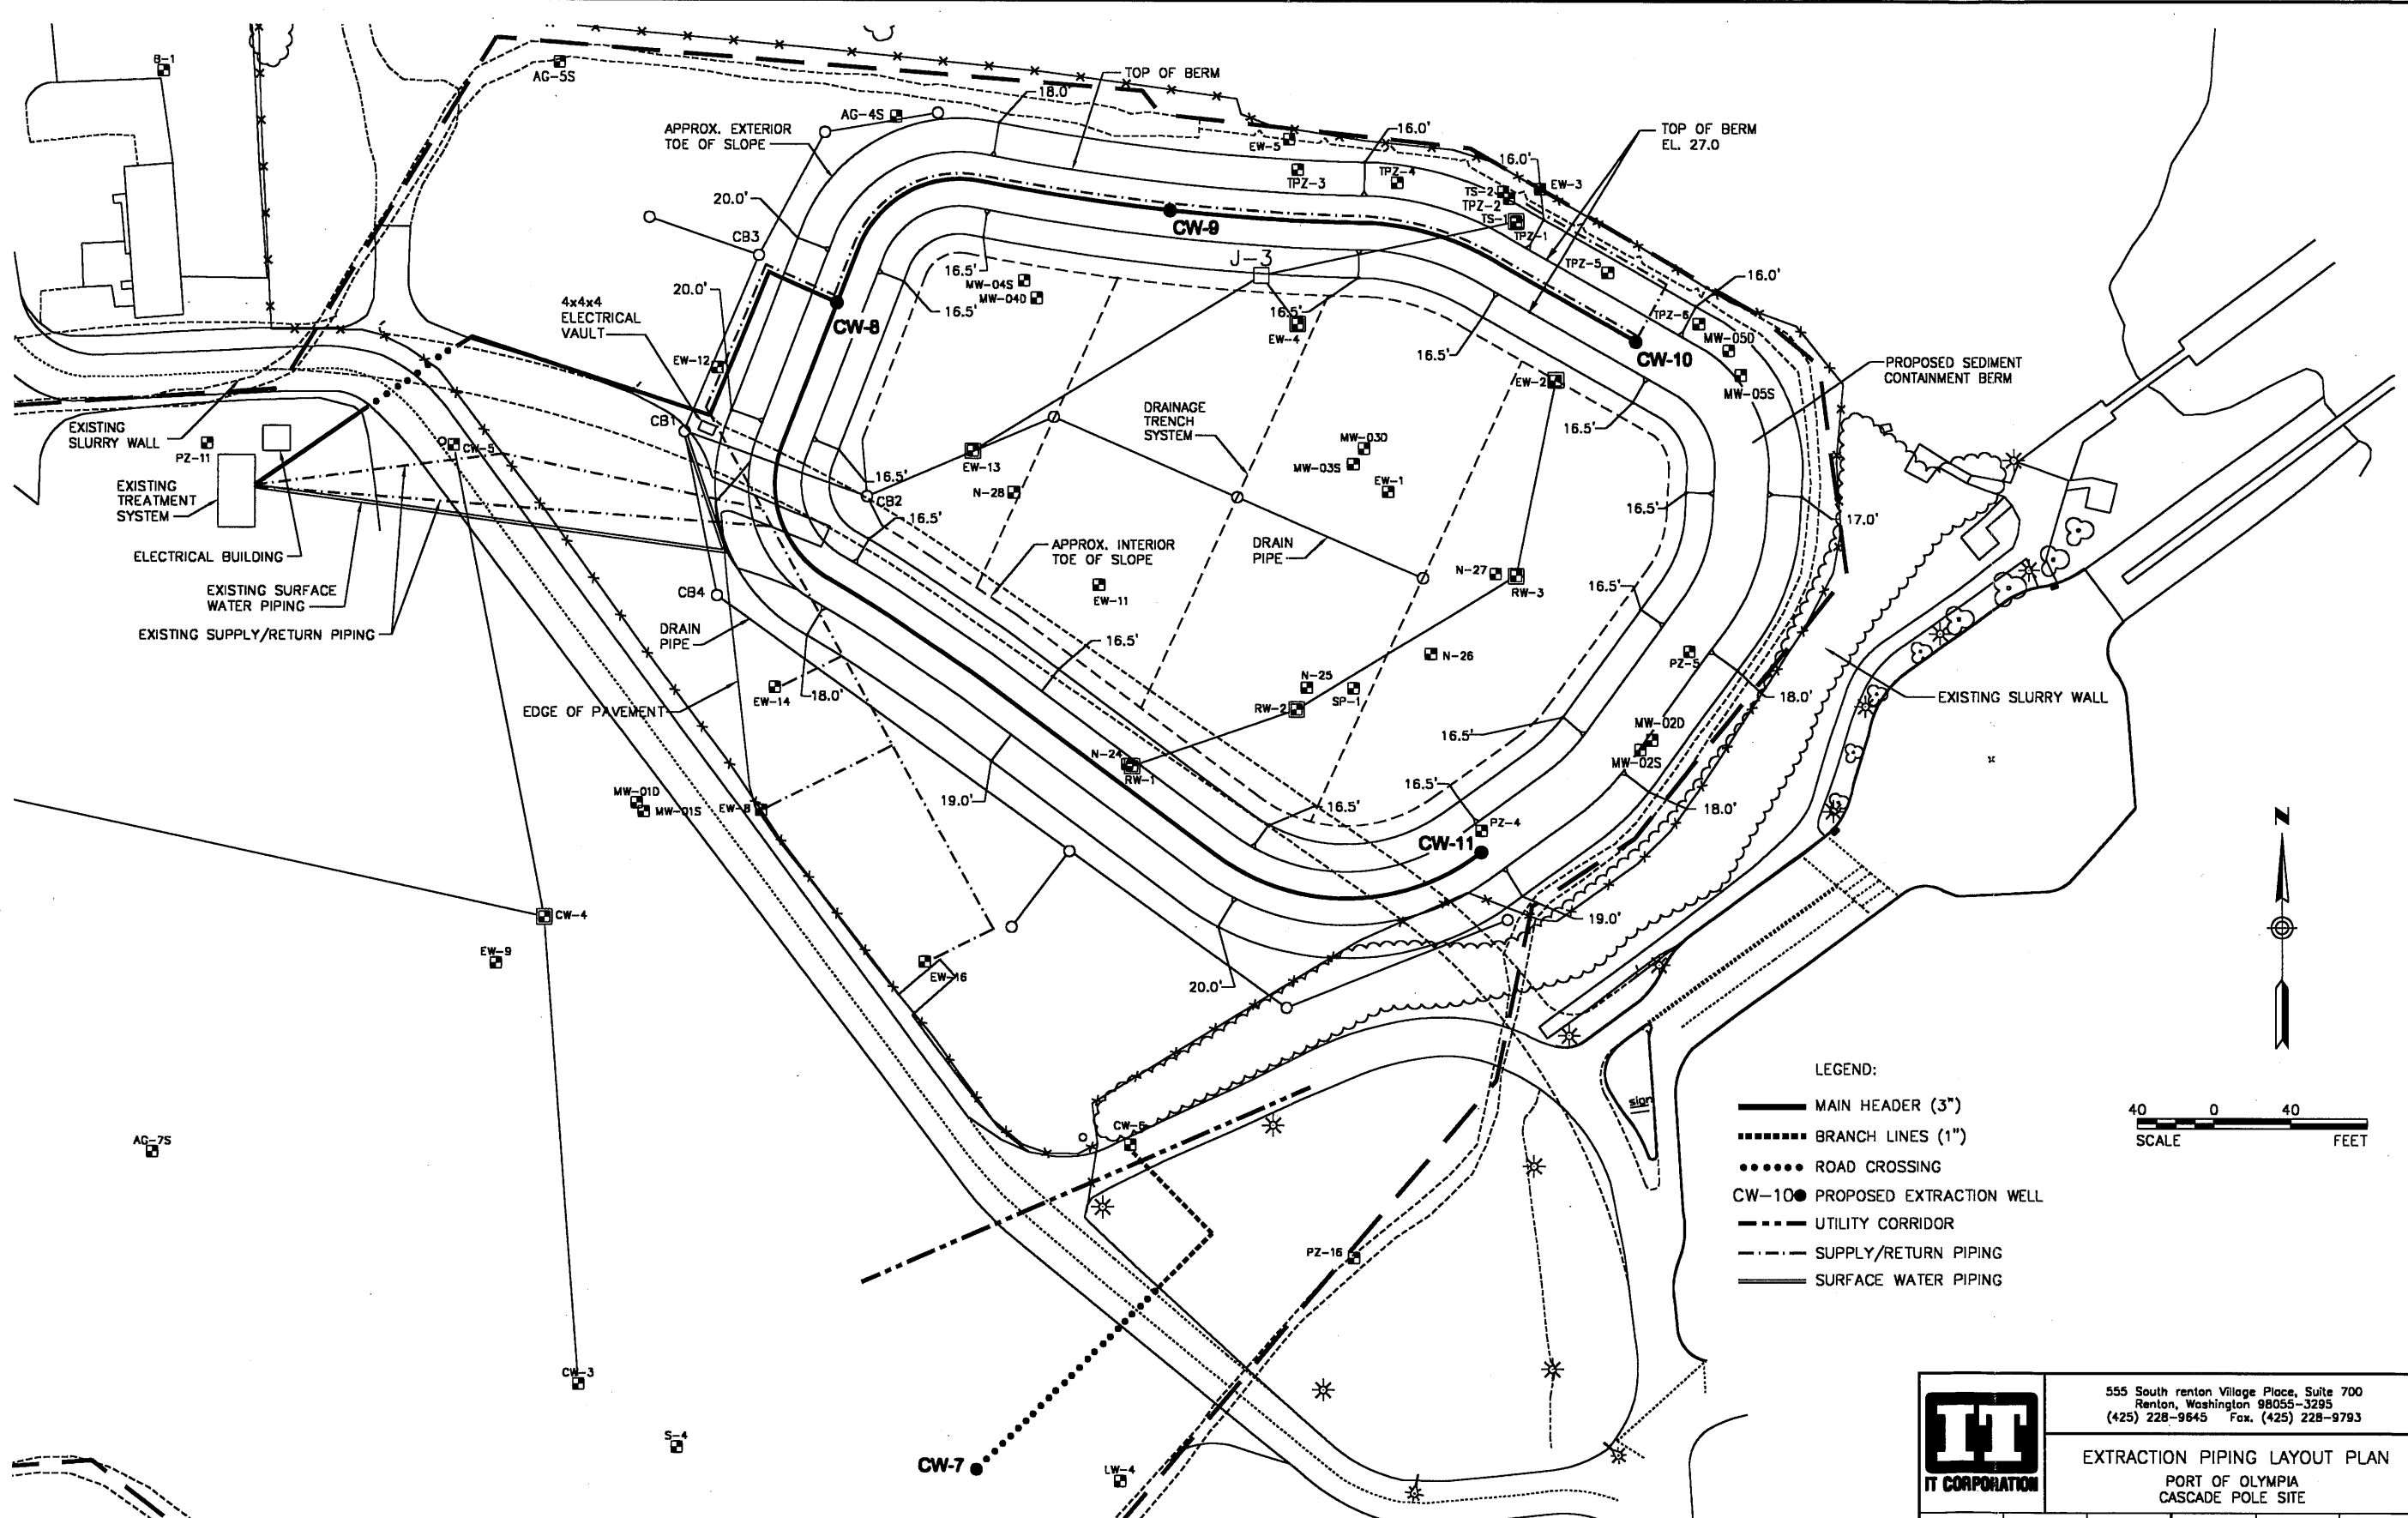 B-1
AG-5S
TOP OF BERM
18.0'
AG-4S
APPROX. EXTERIOR
TOE OF SLOPE
16.0'
TOP OF BERM
EL. 27.0
EW-5
16.0'
TPZ-3
TPZ-4
TS-2
EW-3
TPZ-2
TS-1
TPZ-1
20.0'
CB3
CW-9
J-3
TPZ-5
16.0'
16.5'
MW-04S
MW-04D
16.5'
20.0'
4x4x4
ELECTRICAL
VAULT
CW-8
16.5'
EW-4
TPZ-6
MW-05D
CW-10
16.5'
PROPOSED SEDIMENT
CONTAINMENT BERM
EW-12
EW-2
MW-05S
DRAINAGE
TRENCH
SYSTEM
CB1
EXISTING
SLURRY WALL
16.5'
MW-03D
CW-5
PZ-11
EW-13
MW-03S
16.5'
EXISTING
TREATMENT
SYSTEM
N-28
EW-1
CB2
16.5'
16.5'
17.0'
ELECTRICAL BUILDING
APPROX. INTERIOR
TOE OF SLOPE
DRAIN
PIPE
N-27
EXISTING SURFACE
WATER PIPING
CB4
EW-11
RW-3
16.5'
EXISTING SUPPLY/RETURN PIPING
DRAIN
PIPE
16.5'
N-26
PZ-5
N-25
EW-14
18.0'
SP-1
18.0'
EXISTING SLURRY WALL
EDGE OF PAVEMENT
RW-2
MW-02D
16.5'
N-24
MW-02S
RW-1
16.5'
MW-01D
MW-01S
EW-8
19.0'
16.5'
18.0'
PZ-4
CW-11
N
CW-4
19.0'
EW-9
EW-16
20.0'
LEGEND:
MAIN HEADER (3")
BRANCH LINES (1")
ROAD CROSSING
CW-10 PROPOSED EXTRACTION WELL
UTILITY CORRIDOR
SUPPLY/RETURN PIPING
SURFACE WATER PIPING
sign
40 0 40
SCALE FEET
CW-6
AG-7S
PZ-16
CW-3
S-4
CW-7
LW-4
IT
IT CORPORATION
555 South renton Village Place, Suite 700
Renton, Washington 98055-3295
(425) 228-9645 Fax. (425) 228-9793
EXTRACTION PIPING LAYOUT PLAN
PORT OF OLYMPIA
CASCADE POLE SITE